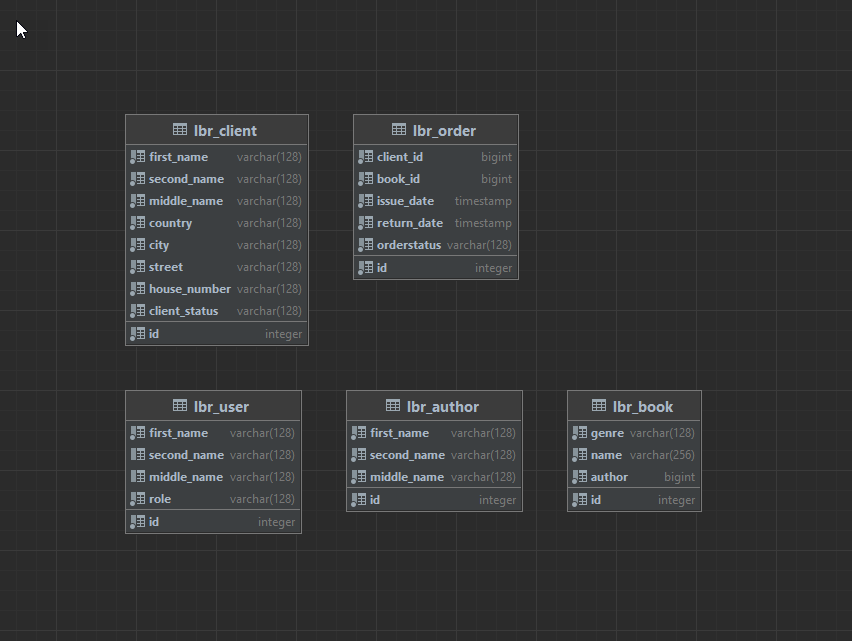 lbr_client
first_name varchar(128)
second_name varchar(128)
middle_name varchar(128)
country varchar(128)
city varchar(128)
street varchar(128)
house_number varchar(128)
client_status varchar(128)
id integer
lbr_order
client_id bigint
book_id bigint
issue_date timestamp
return_date timestamp
orderstatus varchar(128)
id integer
lbr_user
first_name varchar(128)
second_name varchar(128)
middle_name varchar(128)
role varchar(128)
id integer
lbr_author
first_name varchar(128)
second_name varchar(128)
middle_name varchar(128)
id integer
lbr_book
genre varchar(128)
name varchar(256)
author bigint
id integer